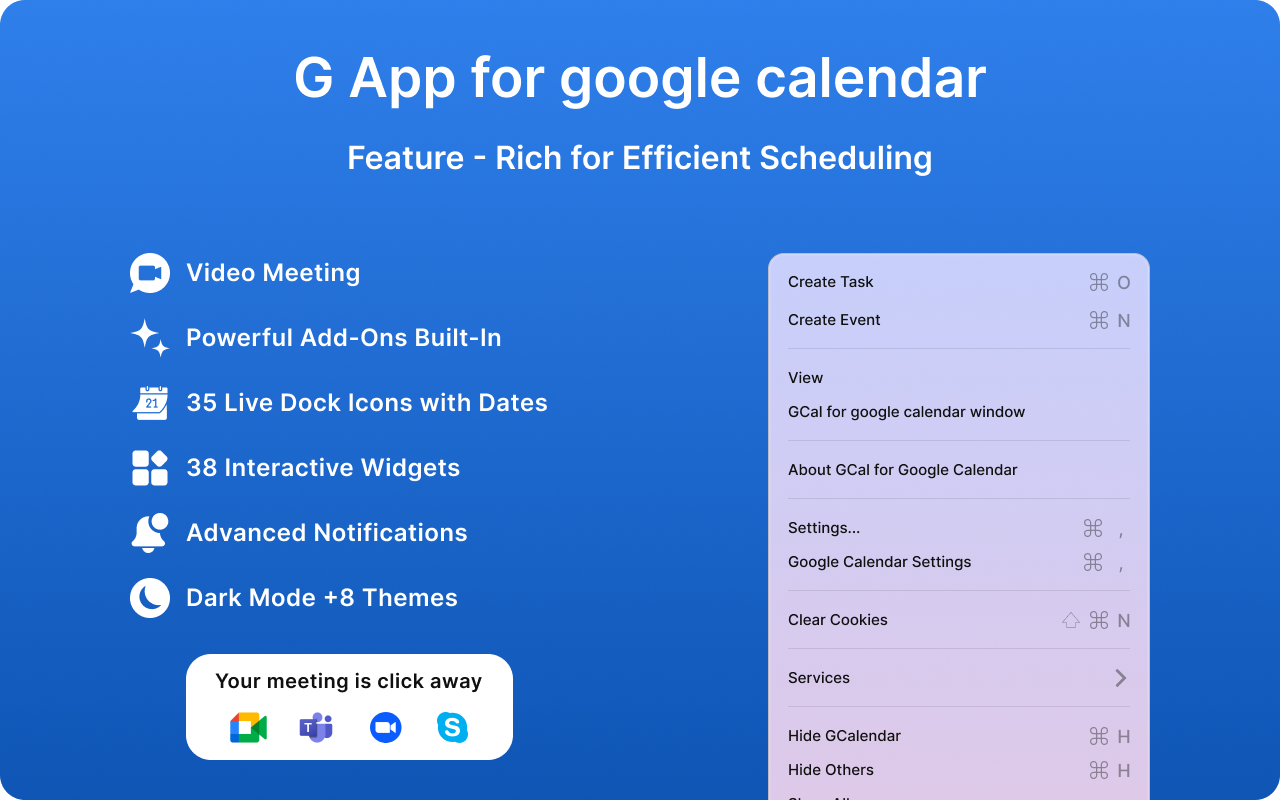 G App for google calendar
Feature - Rich for Efficient Scheduling
Video Meeting
Powerful Add-Ons Built-In
21
35 Live Dock Icons with Dates
38 Interactive Widgets
Advanced Notifications
Dark Mode +8 Themes
Your meeting is click away
T
S
Create Task ⌘ O
Create Event ⌘ N
View
GCal for google calendar window
About GCal for Google Calendar
Settings... ⌘ ,
Google Calendar Settings ⌘ ,
Clear Cookies ⇧ ⌘ N
Services
Hide GCalendar ⌘ H
Hide Others ⌘ H